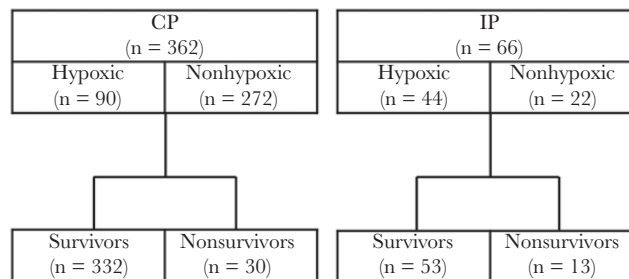 CP
(n = 362)
Hypoxic
(n = 90)
Nonhypoxic
(n = 272)
Survivors
(n = 332)
Nonsurvivors
(n = 30)
IP
(n = 66)
Hypoxic
(n = 44)
Nonhypoxic
(n = 22)
Survivors
(n = 53)
Nonsurvivors
(n = 13)